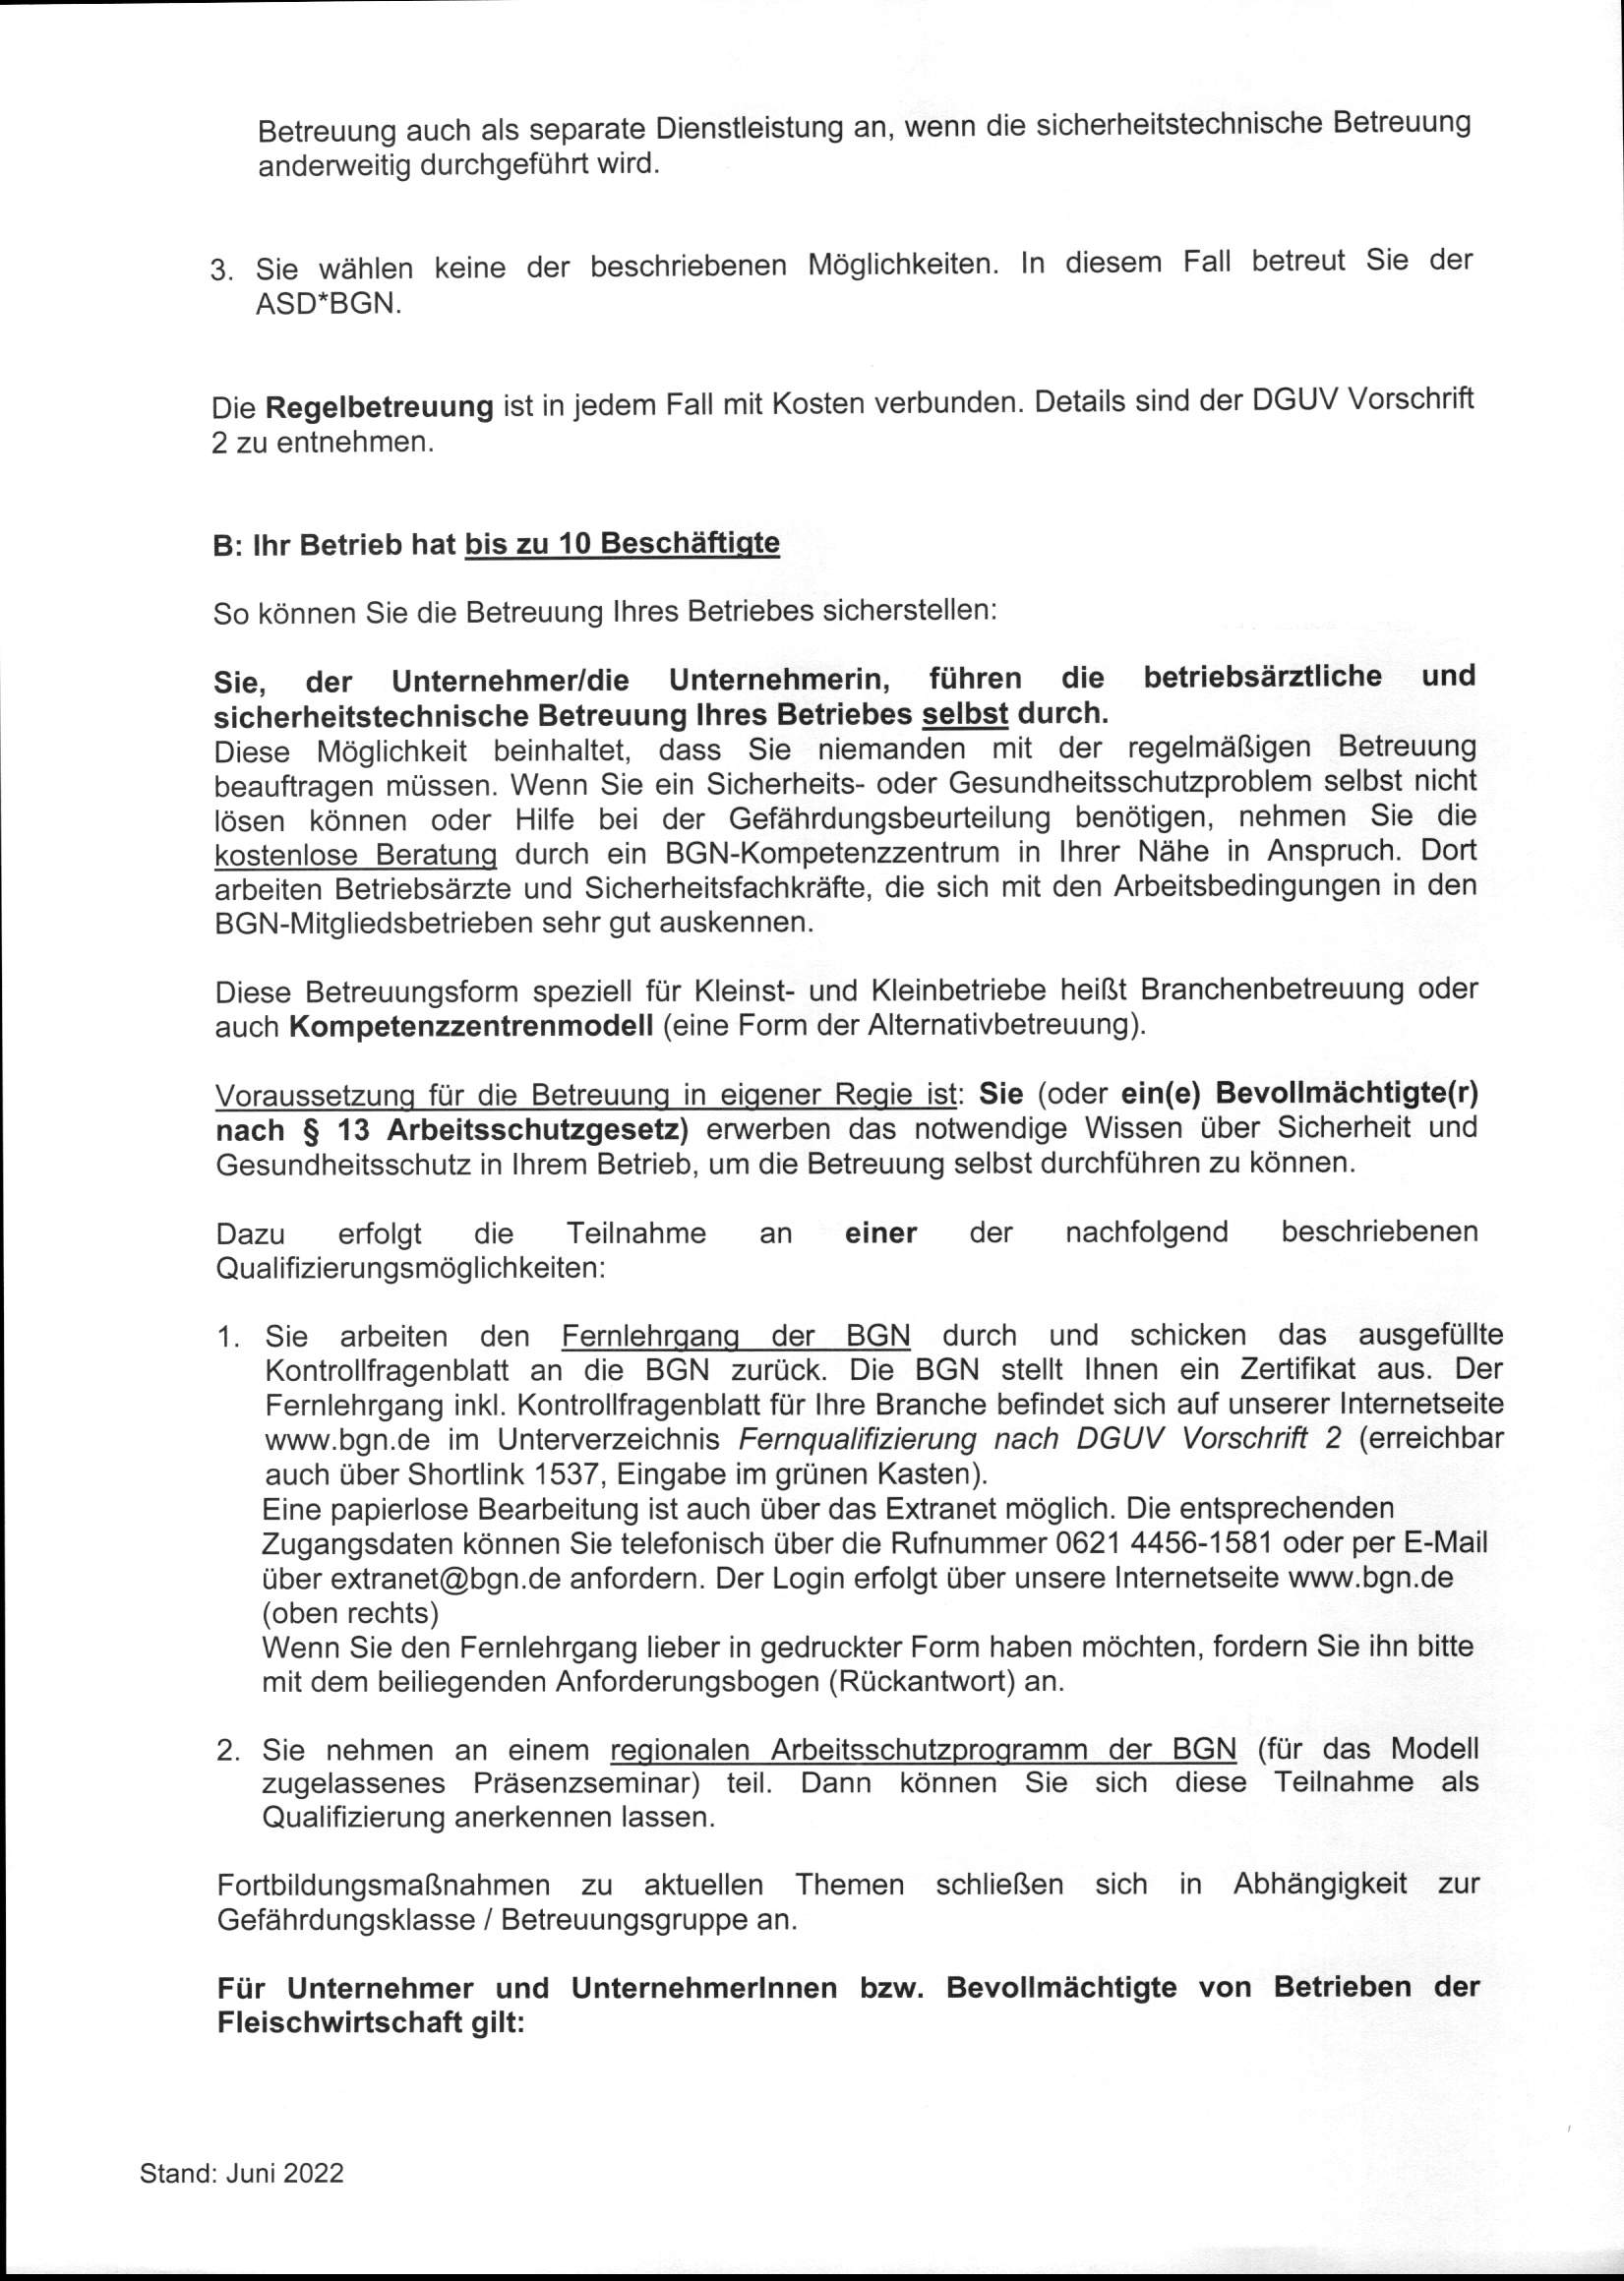 Betreuung auch als separate Dienstleistung an, wenn die sicherheitstechnische Betreuung
anderweitig durchgeführt wird.
3. Sie wählen keine der beschriebenen Möglichkeiten. In diesem Fall betreut Sie der
ASD*BGN.
Die Regelbetreuung ist in jedem Fall mit Kosten verbunden. Details sind der DGUV Vorschrift
2 zu entnehmen.
B: Ihr Betrieb hat bis zu 10 Beschäftigte
So können Sie die Betreuung Ihres Betriebes sicherstellen:
Sie, der Unternehmer/die Unternehmerin, führen die betriebsärztliche und
sicherheitstechnische Betreuung Ihres Betriebes selbst durch.
Diese Möglichkeit beinhaltet, dass Sie niemanden mit der regelmäßigen Betreuung
beauftragen müssen. Wenn Sie ein Sicherheits- oder Gesundheitsschutzproblem selbst nicht
lösen können oder Hilfe bei der Gefährdungsbeurteilung benötigen, nehmen Sie die
kostenlose Beratung durch ein BGN-Kompetenzzentrum in Ihrer Nähe in Anspruch. Dort
arbeiten Betriebsärzte und Sicherheitsfachkräfte, die sich mit den Arbeitsbedingungen in den
BGN-Mitgliedsbetrieben sehr gut auskennen.
Diese Betreuungsform speziell für Kleinst- und Kleinbetriebe heißt Branchenbetreuung oder
auch Kompetenzzentrenmodell (eine Form der Alternativbetreuung).
Voraussetzung für die Betreuung in eigener Regie ist: Sie (oder ein(e) Bevollmächtigte(r)
nach § 13 Arbeitsschutzgesetz) erwerben das notwendige Wissen über Sicherheit und
Gesundheitsschutz in Ihrem Betrieb, um die Betreuung selbst durchführen zu können.
Dazu erfolgt die Teilnahme an einer der nachfolgend beschriebenen
Qualifizierungsmöglichkeiten:
1. Sie arbeiten den Fernlehrgang der BGN durch und schicken das ausgefüllte
Kontrollfragenblatt an die BGN zurück. Die BGN stellt Ihnen ein Zertifikat aus. Der
Fernlehrgang inkl. Kontrollfragenblatt für Ihre Branche befindet sich auf unserer Internetseite
www.bgn.de im Unterverzeichnis Fernqualifizierung nach DGUV Vorschrift 2 (erreichbar
auch über Shortlink 1537, Eingabe im grünen Kasten).
Eine papierlose Bearbeitung ist auch über das Extranet möglich. Die entsprechenden
Zugangsdaten können Sie telefonisch über die Rufnummer 0621 4456-1581 oder per E-Mail
über extranet@bgn.de anfordern. Der Login erfolgt über unsere Internetseite www.bgn.de
(oben rechts)
Wenn Sie den Fernlehrgang lieber in gedruckter Form haben möchten, fordern Sie ihn bitte
mit dem beiliegenden Anforderungsbogen (Rückantwort) an.
2. Sie nehmen an einem regionalen Arbeitsschutzprogramm der BGN (für das Modell
zugelassenes Präsenzseminar) teil. Dann können Sie sich diese Teilnahme als
Qualifizierung anerkennen lassen.
Fortbildungsmaßnahmen zu aktuellen Themen schließen sich in Abhängigkeit zur
Gefährdungsklasse / Betreuungsgruppe an.
Für Unternehmer und UnternehmerInnen bzw. Bevollmächtigte von Betrieben der
Fleischwirtschaft gilt:
Stand: Juni 2022